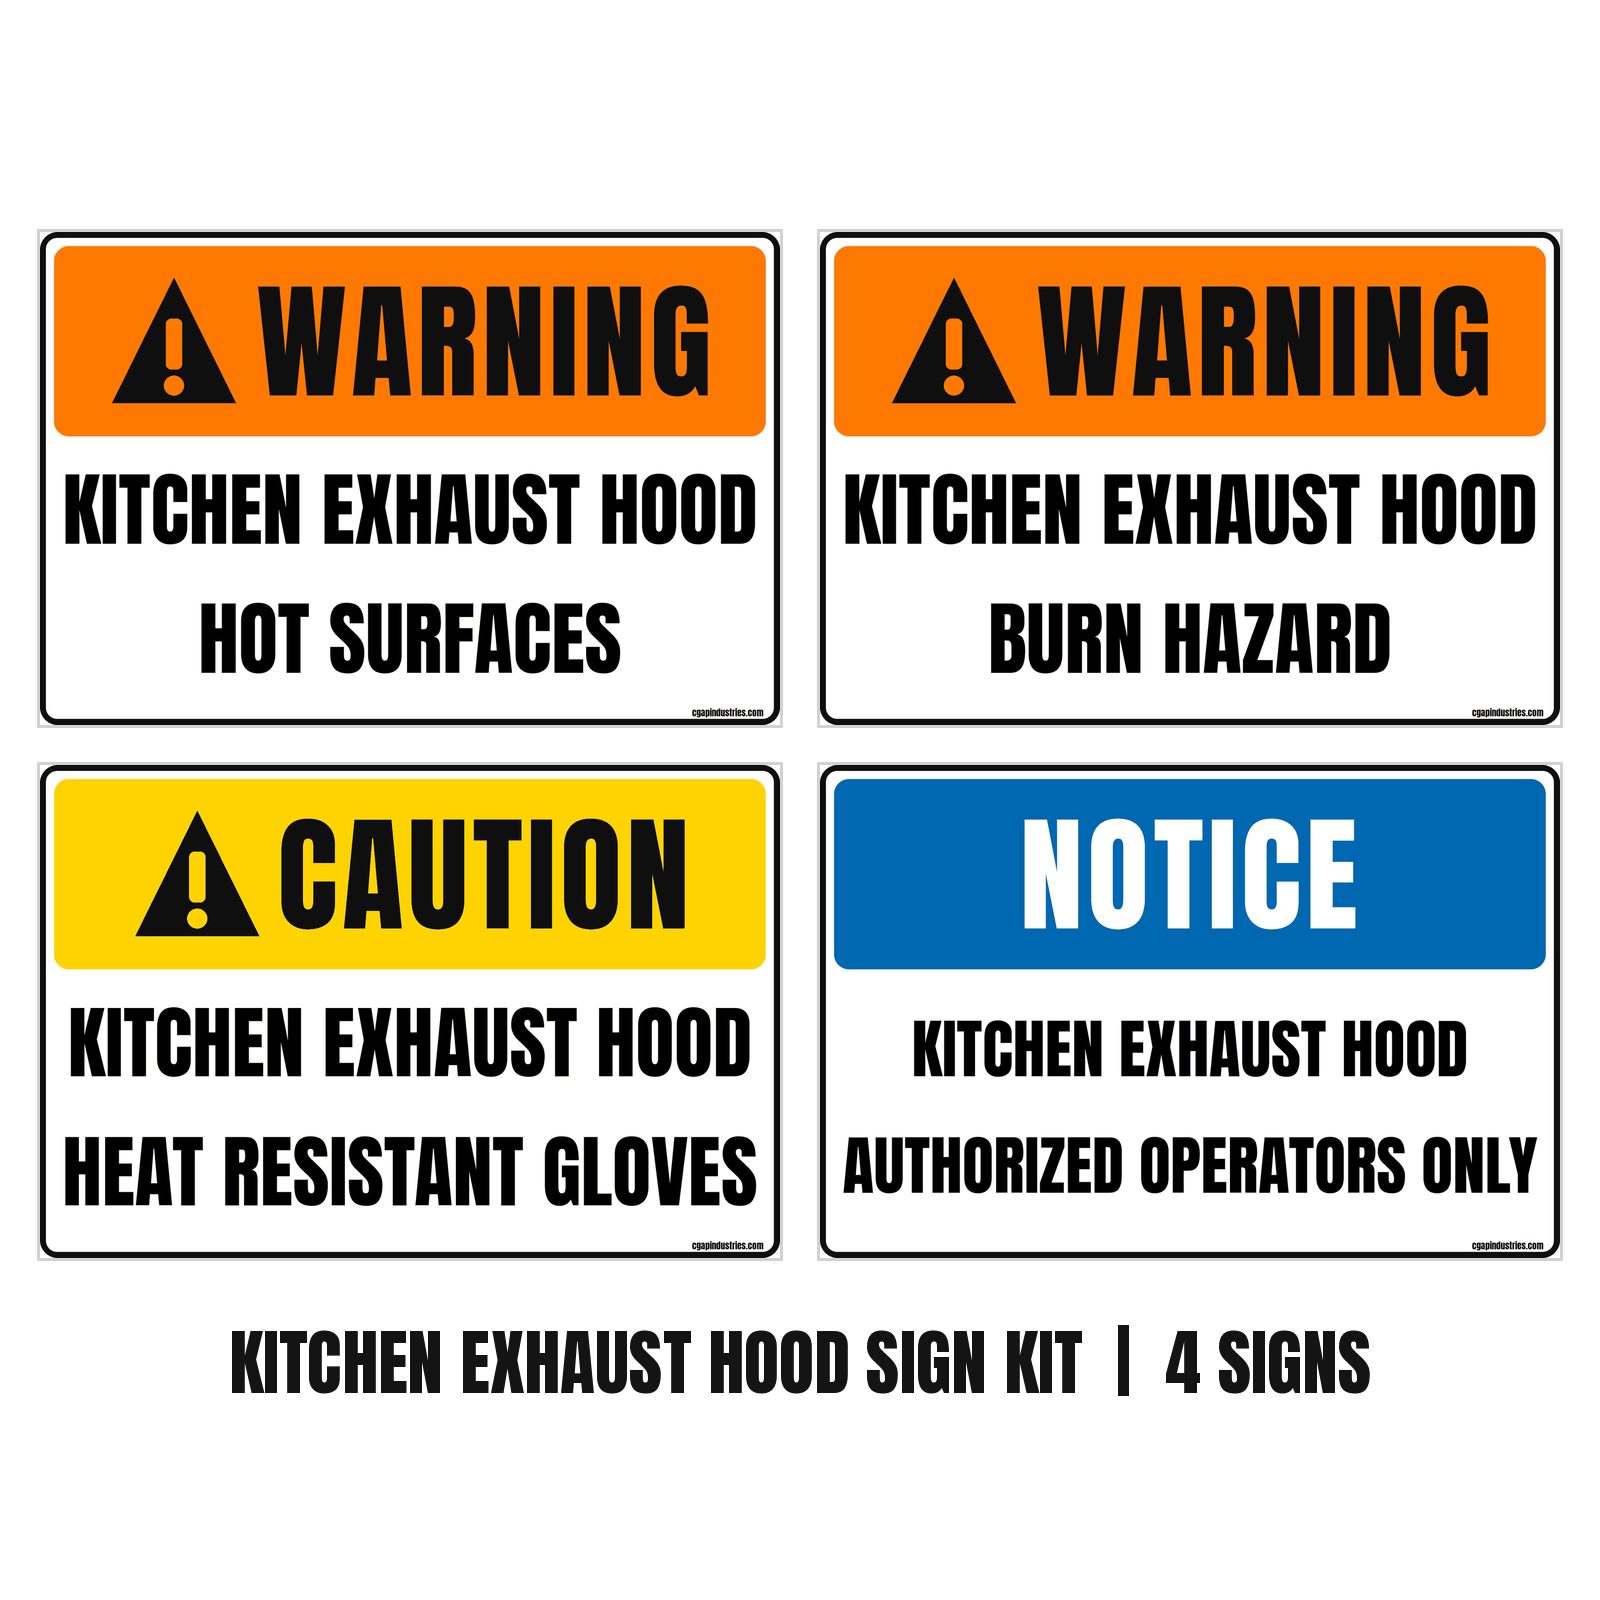 WARNING
KITCHEN EXHAUST HOOD
HOT SURFACES
cgapindustries.com
WARNING
KITCHEN EXHAUST HOOD
BURN HAZARD
cgapindustries.com
CAUTION
KITCHEN EXHAUST HOOD
HEAT RESISTANT GLOVES
cgapindustries.com
NOTICE
KITCHEN EXHAUST HOOD
AUTHORIZED OPERATORS ONLY
cgapindustries.com
KITCHEN EXHAUST HOOD SIGN KIT | 4 SIGNS